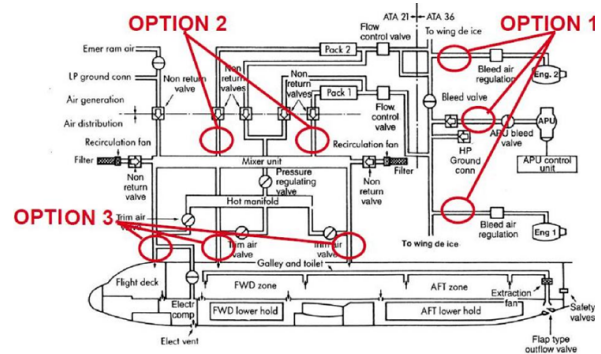 OPTION 2
OPTION 1
ATA 21
ATA 36
Emer ram air
LP ground conn
Non
return
valve
Non
return
valves
Non
return
valves
Pack 2
Pack 1
Flow
control
valve
Flow
control
valve
To wing de ice
Bleed air
regulation
Eng. 2
Air generation
Air distribution
Recirculation fan
Filter
Non
return
valve
Mixer unit
Recirculation fan
Filter
Non
return
valve
Bleed valve
APU bleed
valve
APU
HP
Ground
conn
APU control
unit
Pressure
regulating
valve
Hot manifold
OPTION 3
Trim air
valve
Trim air
valve
Trim air
valve
Bleed air
regulation
Eng 1
To wing de ice
Galley and toilet
Flight deck
FWD zone
AFT zone
Extraction
fan
Safety
valves
Electr
comp
FWD lower hold
AFT lower hold
Elect vent
Flap type
outflow valve